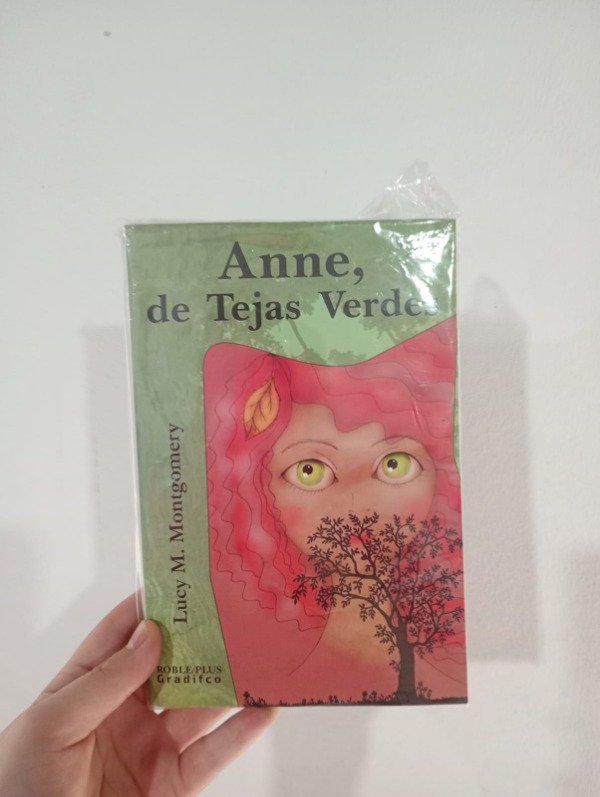 Anne,
de Tejas Verdes
Lucy M. Montgomery
ROBLE/PLUS
Gradifco